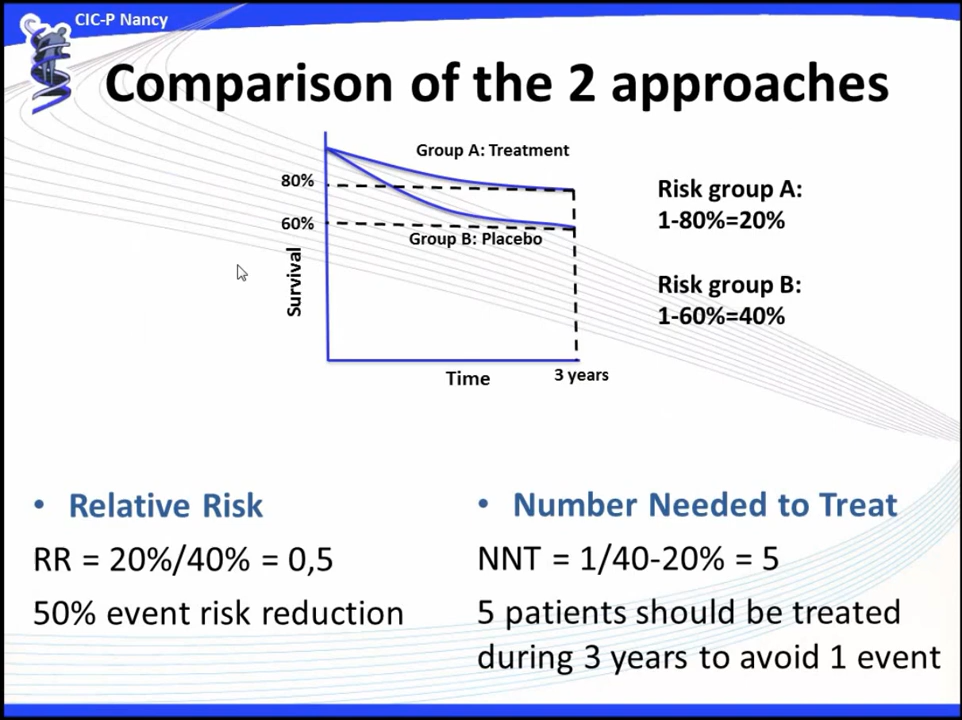 CIC-P Nancy
Comparison of the 2 approaches
Group A: Treatment
80%
60%
Group B: Placebo
Survival
Time
3 years
Risk group A:
1-80%=20%
Risk group B:
1-60%=40%
• Relative Risk
RR = 20%/40% = 0,5
50% event risk reduction
• Number Needed to Treat
NNT = 1/40-20% = 5
5 patients should be treated
during 3 years to avoid 1 event